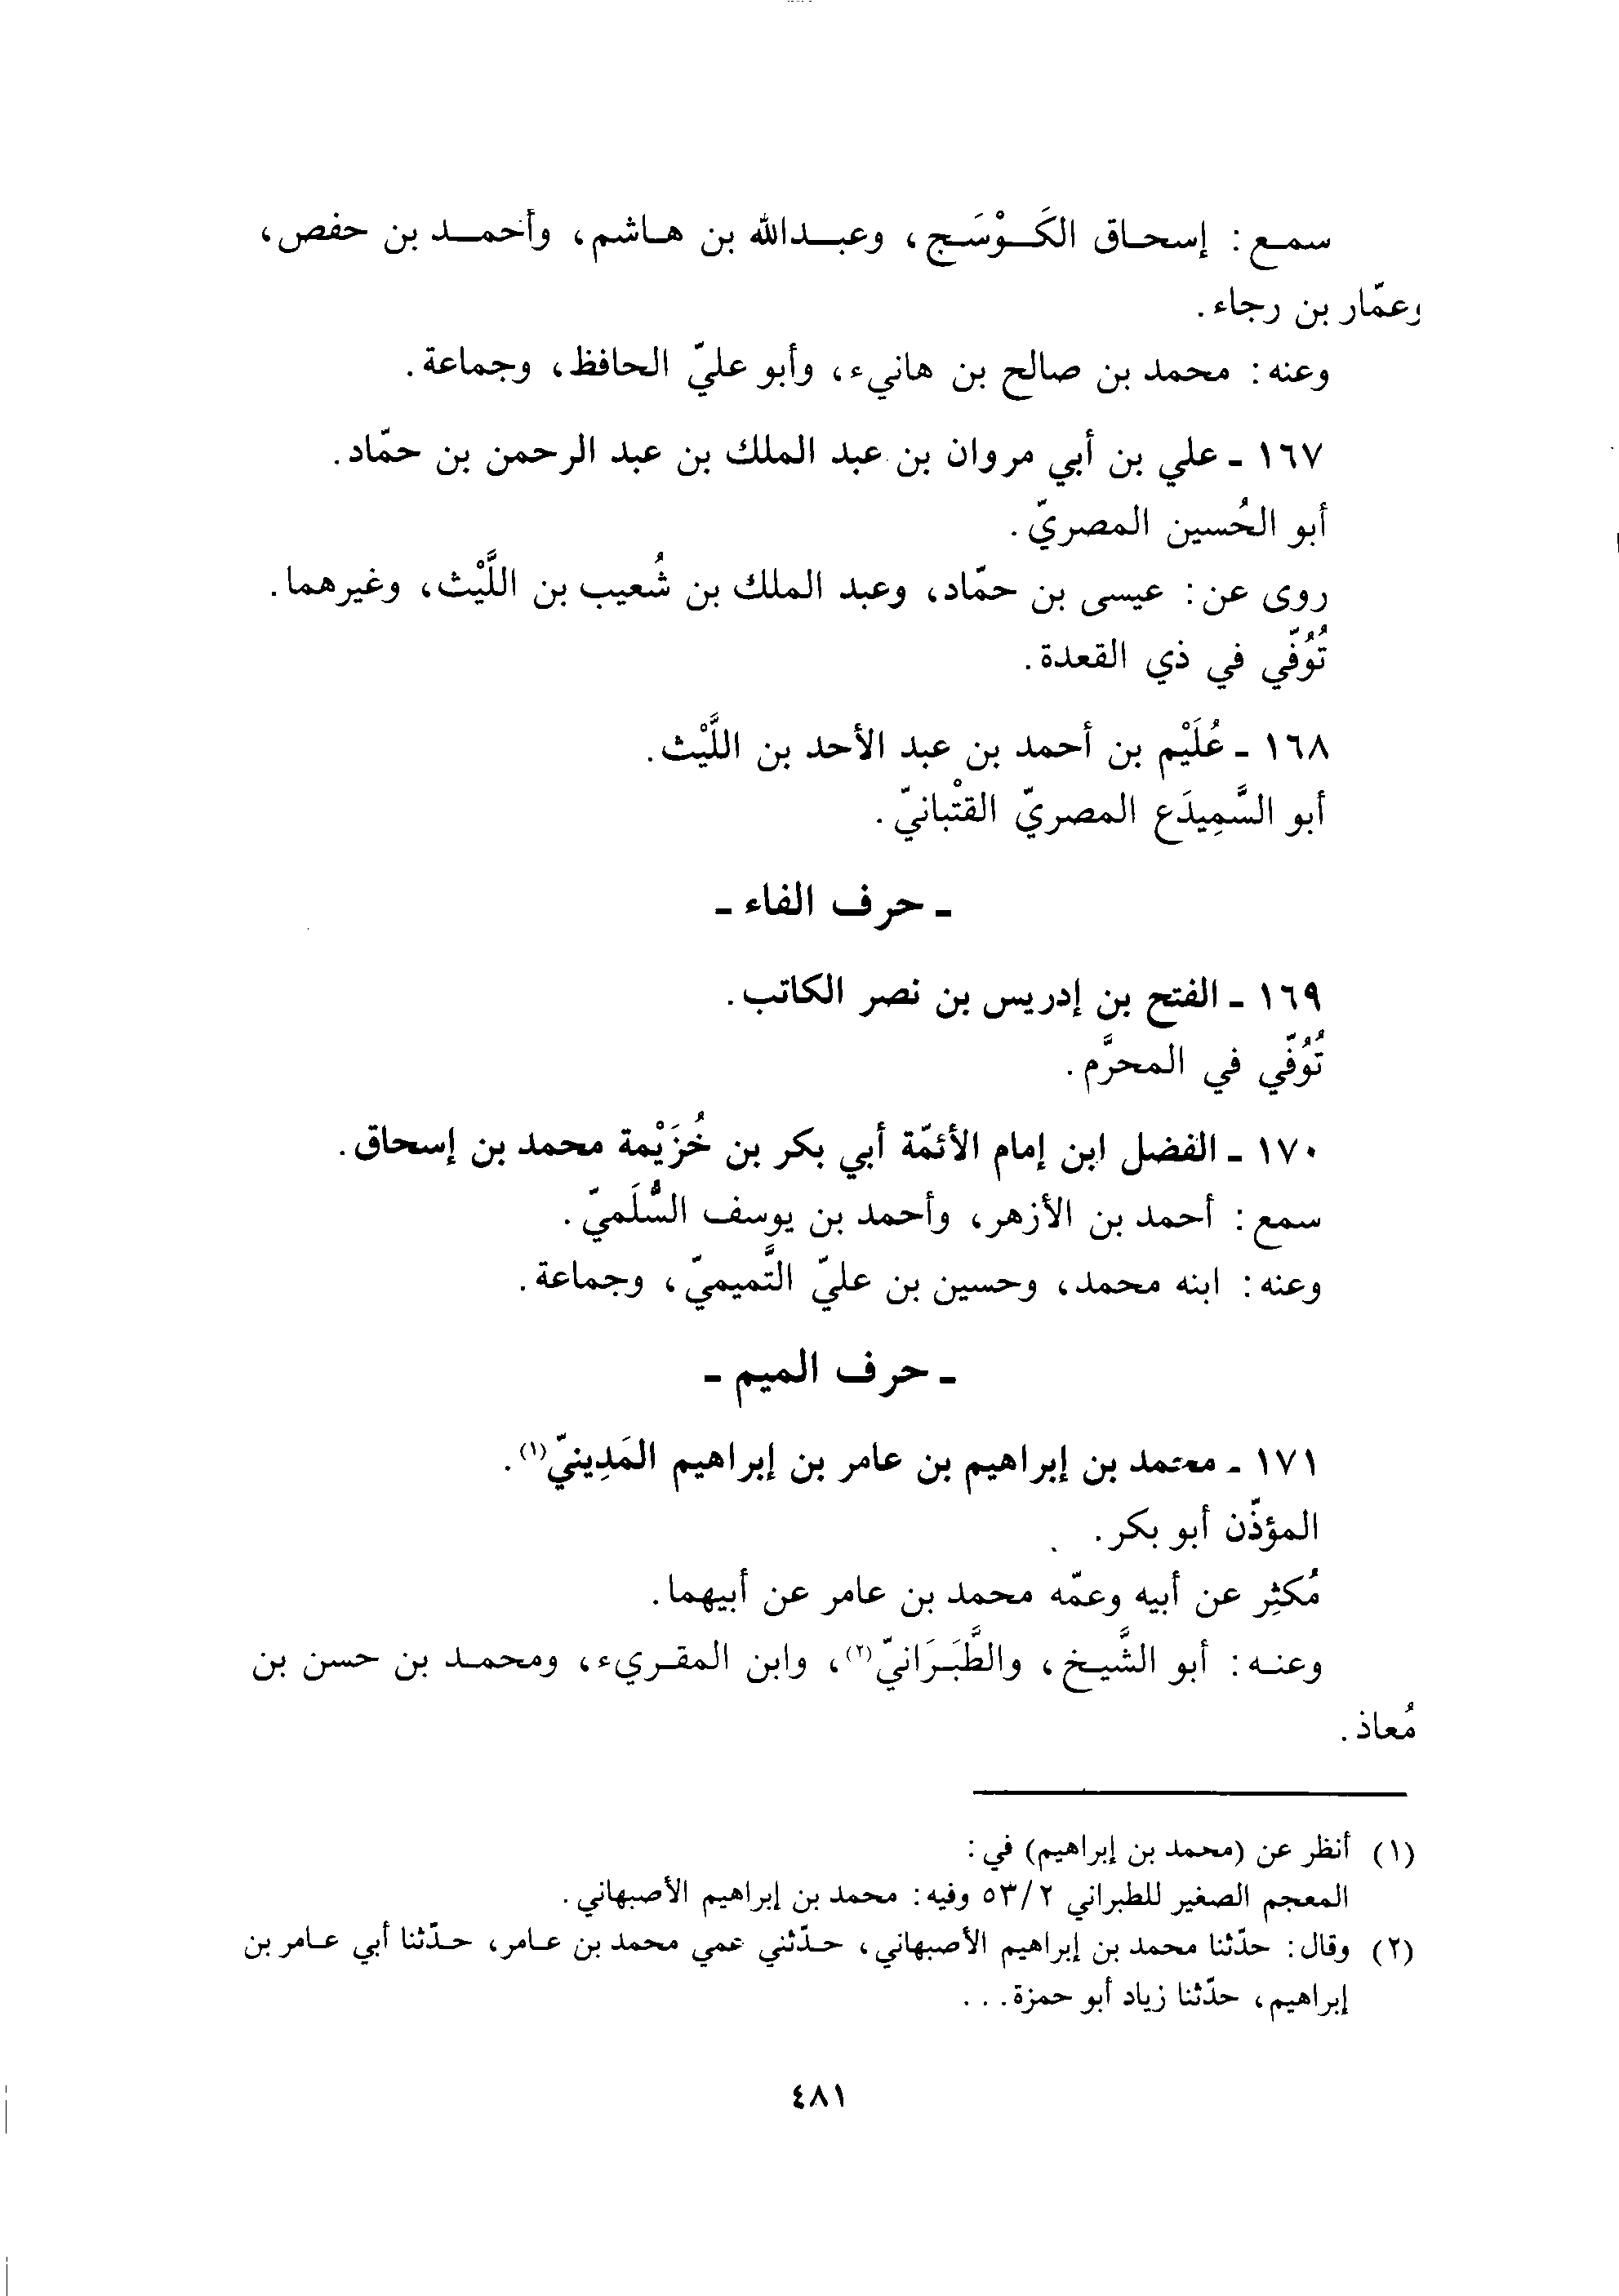 سمع: إسحاق الكَوْسَج، وعبدالله بن هاشم، وأحمد بن حفص،
وعمّار بن رجاء.
وعنه: محمد بن صالح بن هانيء، وأبو عليّ الحافظ، وجماعة.
١٦٧ - علي بن أبي مروان بن عبد الملك بن عبد الرحمن بن حمّاد.
أبو الحُسين المصريّ.
روى عن: عيسى بن حمّاد، وعبد الملك بن شُعيب بن اللَّيْث، وغيرهما.
تُوُفّي في ذي القعدة.
١٦٨ - عُلَيْم بن أحمد بن عبد الأحد بن اللَّيْث.
أبو السَّمِيدَع المصريّ القتْبانيّ.
- حرف الفاء -
١٦٩ - الفتح بن إدريس بن نصر الكاتب.
تُوُفّي في المحرَّم.
١٧٠ - الفضل ابن إمام الأئمّة أبي بكر بن خُزَيْمة محمد بن إسحاق.
سمع: أحمد بن الأزهر، وأحمد بن يوسف السُّلَميّ.
وعنه: ابنه محمد، وحسين بن عليّ التَّميميّ، وجماعة.
- حرف الميم -
١٧١ - محمد بن إبراهيم بن عامر بن إبراهيم المَدِينيّ(١).
المؤذّن أبو بكر.
مُكثِر عن أبيه وعمّه محمد بن عامر عن أبيهما.
وعنه: أبو الشَّيخ، والطَّبَرَانيّ(٢)، وابن المقريء، ومحمد بن حسن بن
مُعاذ.
(١) أنظر عن (محمد بن إبراهيم) في:
المعجم الصغير للطبراني ٥٣/٢ وفيه: محمد بن إبراهيم الأصبهاني.
(٢) وقال: حدّثنا محمد بن إبراهيم الأصبهاني، حدّثني عمي محمد بن عامر، حدّثنا أبي عامر بن
إبراهيم، حدّثنا زياد أبو حمزة...
٤٨١